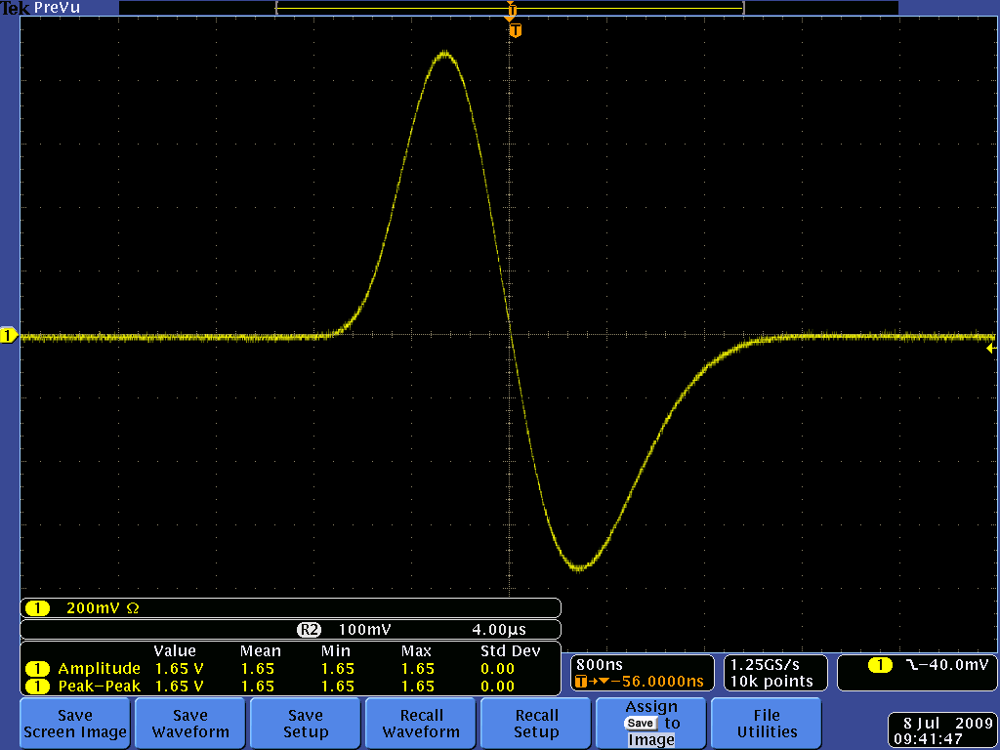 Tek PreVu
T
T
1
1 200mV Ω
R2 100mV 4.00µs
Value Mean Min Max Std Dev
1 Amplitude 1.65 V 1.65 1.65 1.65 0.00
1 Peak−Peak 1.65 V 1.65 1.65 1.65 0.00
800ns
T→▼−56.0000ns
1.25GS/s
10k points
1 −40.0mV
Save
Screen Image
Save
Waveform
Save
Setup
Recall
Waveform
Recall
Setup
Assign
Save to
Image
File
Utilities
8 Jul 2009
09:41:47